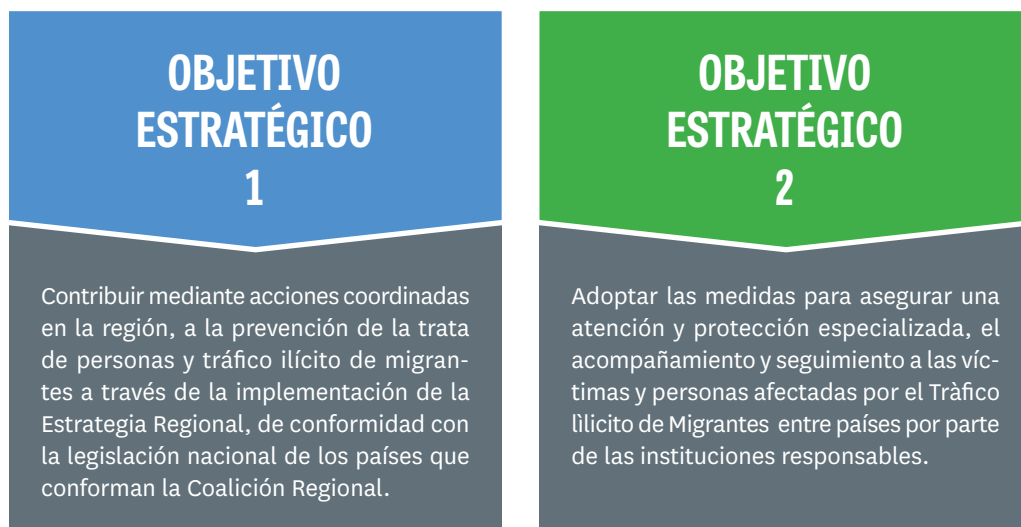 OBJETIVO
ESTRATÉGICO
1
Contribuir mediante acciones coordinadas
en la región, a la prevención de la trata
de personas y tráfico ilícito de migran-
tes a través de la implementación de la
Estrategia Regional, de conformidad con
la legislación nacional de los países que
conforman la Coalición Regional.
OBJETIVO
ESTRATÉGICO
2
Adoptar las medidas para asegurar una
atención y protección especializada, el
acompañamiento y seguimiento a las víc-
timas y personas afectadas por el Tràfico
lìlicito de Migrantes entre países por parte
de las instituciones responsables.